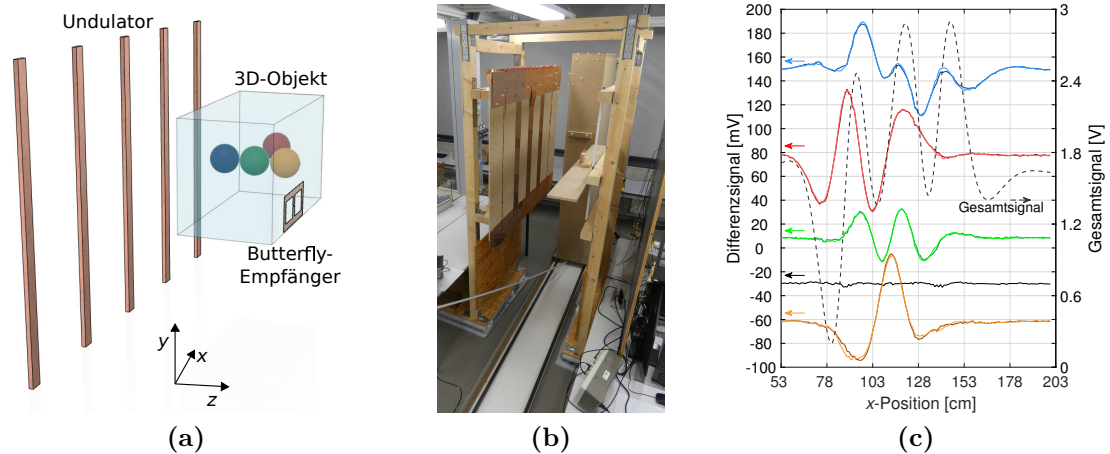 Undulator
3D-Objekt
Butterfly-
Empfänger
y
x
z
(a)
(b)
200
180
160
140
120
100
80
60
40
20
0
-20
-40
-60
-80
-100
Differenzsignal [mV]
53
78
103
128
153
178
203
x-Position [cm]
3
2.4
1.8
1.2
0.6
0
Gesamtsignal [V]
Gesamtsignal
(c)